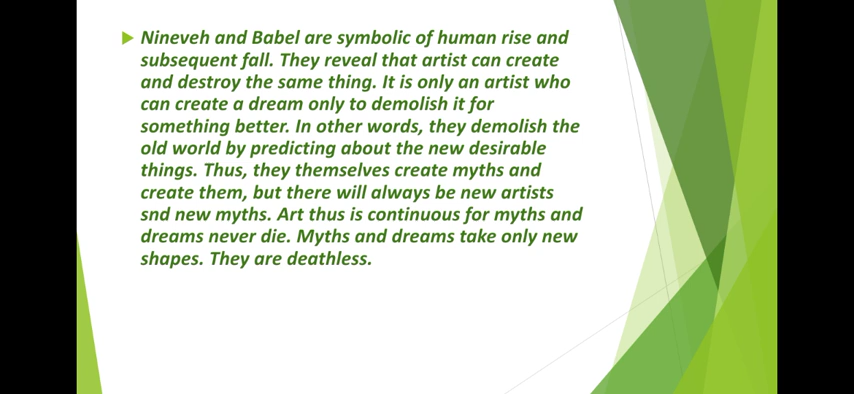 Nineveh and Babel are symbolic of human rise and
subsequent fall. They reveal that artist can create
and destroy the same thing. It is only an artist who
can create a dream only to demolish it for
something better. In other words, they demolish the
old world by predicting about the new desirable
things. Thus, they themselves create myths and
create them, but there will always be new artists
snd new myths. Art thus is continuous for myths and
dreams never die. Myths and dreams take only new
shapes. They are deathless.